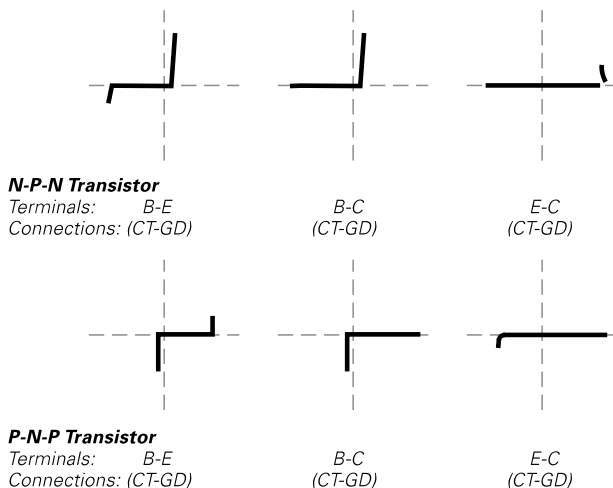 N-P-N Transistor
Terminals: B-E B-C E-C
Connections: (CT-GD) (CT-GD) (CT-GD)
P-N-P Transistor
Terminals: B-E B-C E-C
Connections: (CT-GD) (CT-GD) (CT-GD)